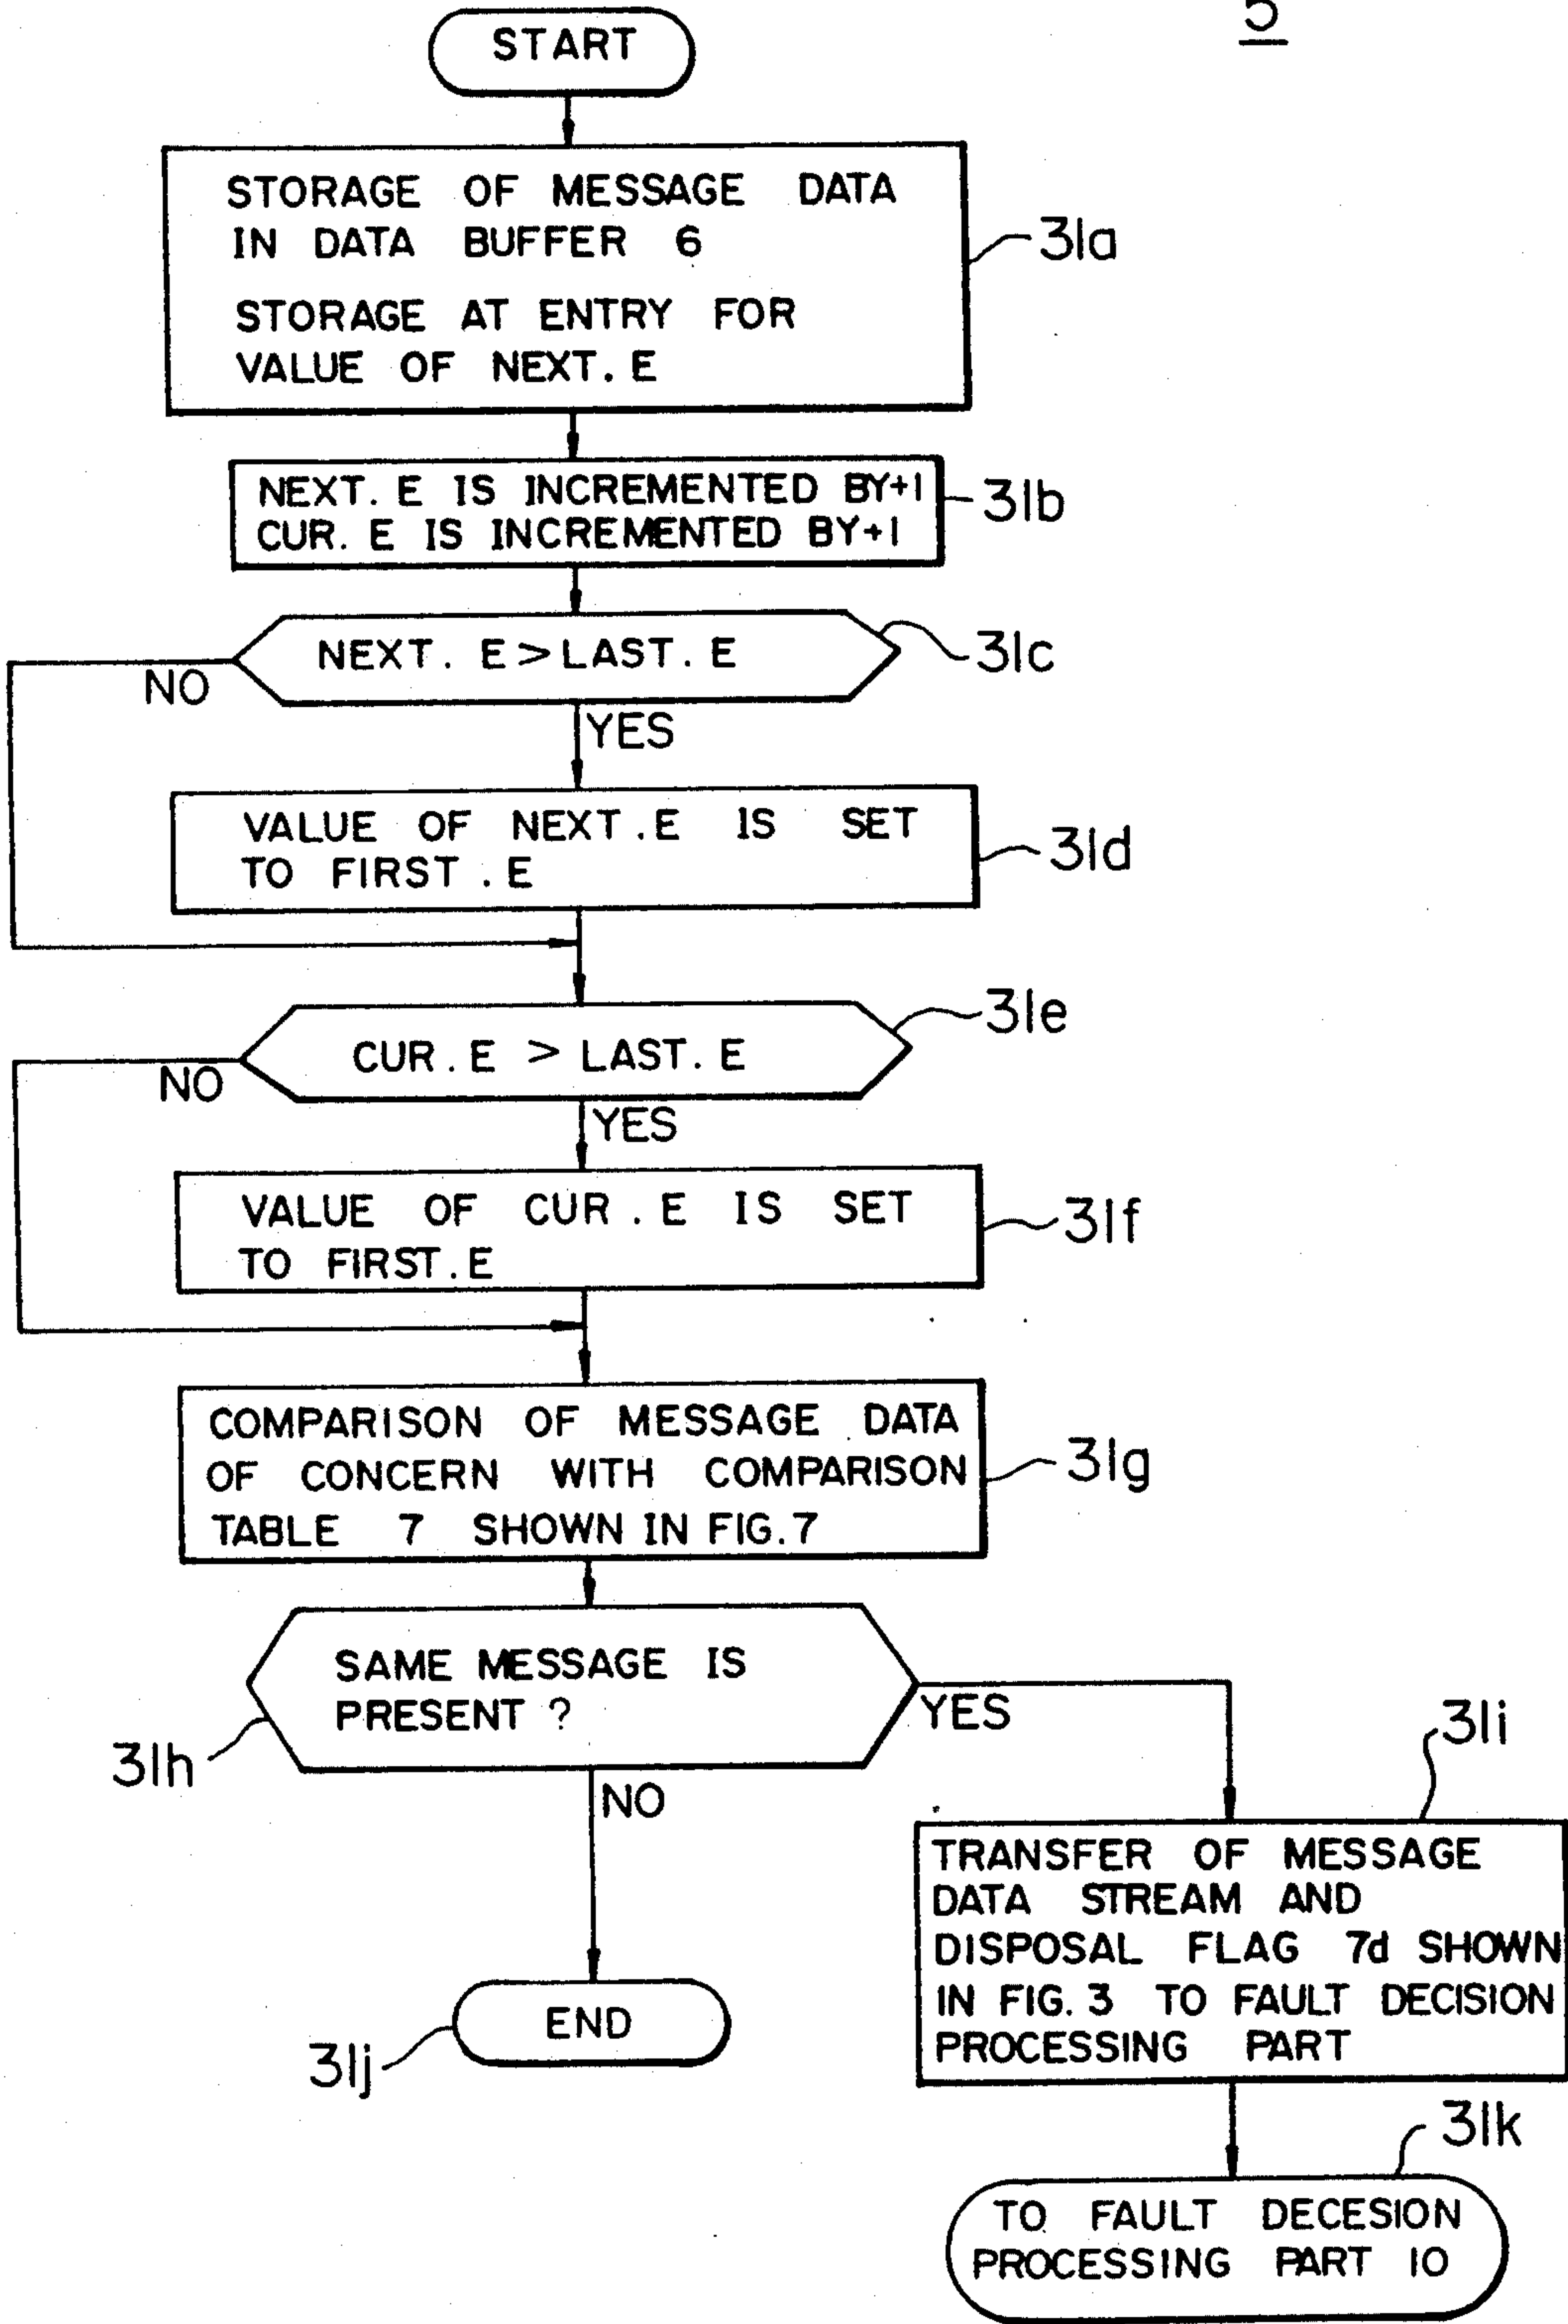 5
START
STORAGE OF MESSAGE DATA
IN DATA BUFFER 6
STORAGE AT ENTRY FOR
VALUE OF NEXT. E
31a
NEXT. E IS INCREMENTED BY+1
CUR. E IS INCREMENTED BY+1
31b
NEXT. E > LAST. E
31c
NO
YES
VALUE OF NEXT .E IS SET
TO FIRST . E
31d
CUR. E > LAST. E
31e
NO
YES
VALUE OF CUR . E IS SET
TO FIRST. E
31f
COMPARISON OF MESSAGE DATA
OF CONCERN WITH COMPARISON
TABLE 7 SHOWN IN FIG. 7
31g
SAME MESSAGE IS
PRESENT ?
31h
YES
NO
31i
TRANSFER OF MESSAGE
DATA STREAM AND
DISPOSAL FLAG 7d SHOWN
IN FIG. 3 TO FAULT DECISION
PROCESSING PART
END
31j
31k
TO FAULT DECESION
PROCESSING PART 10